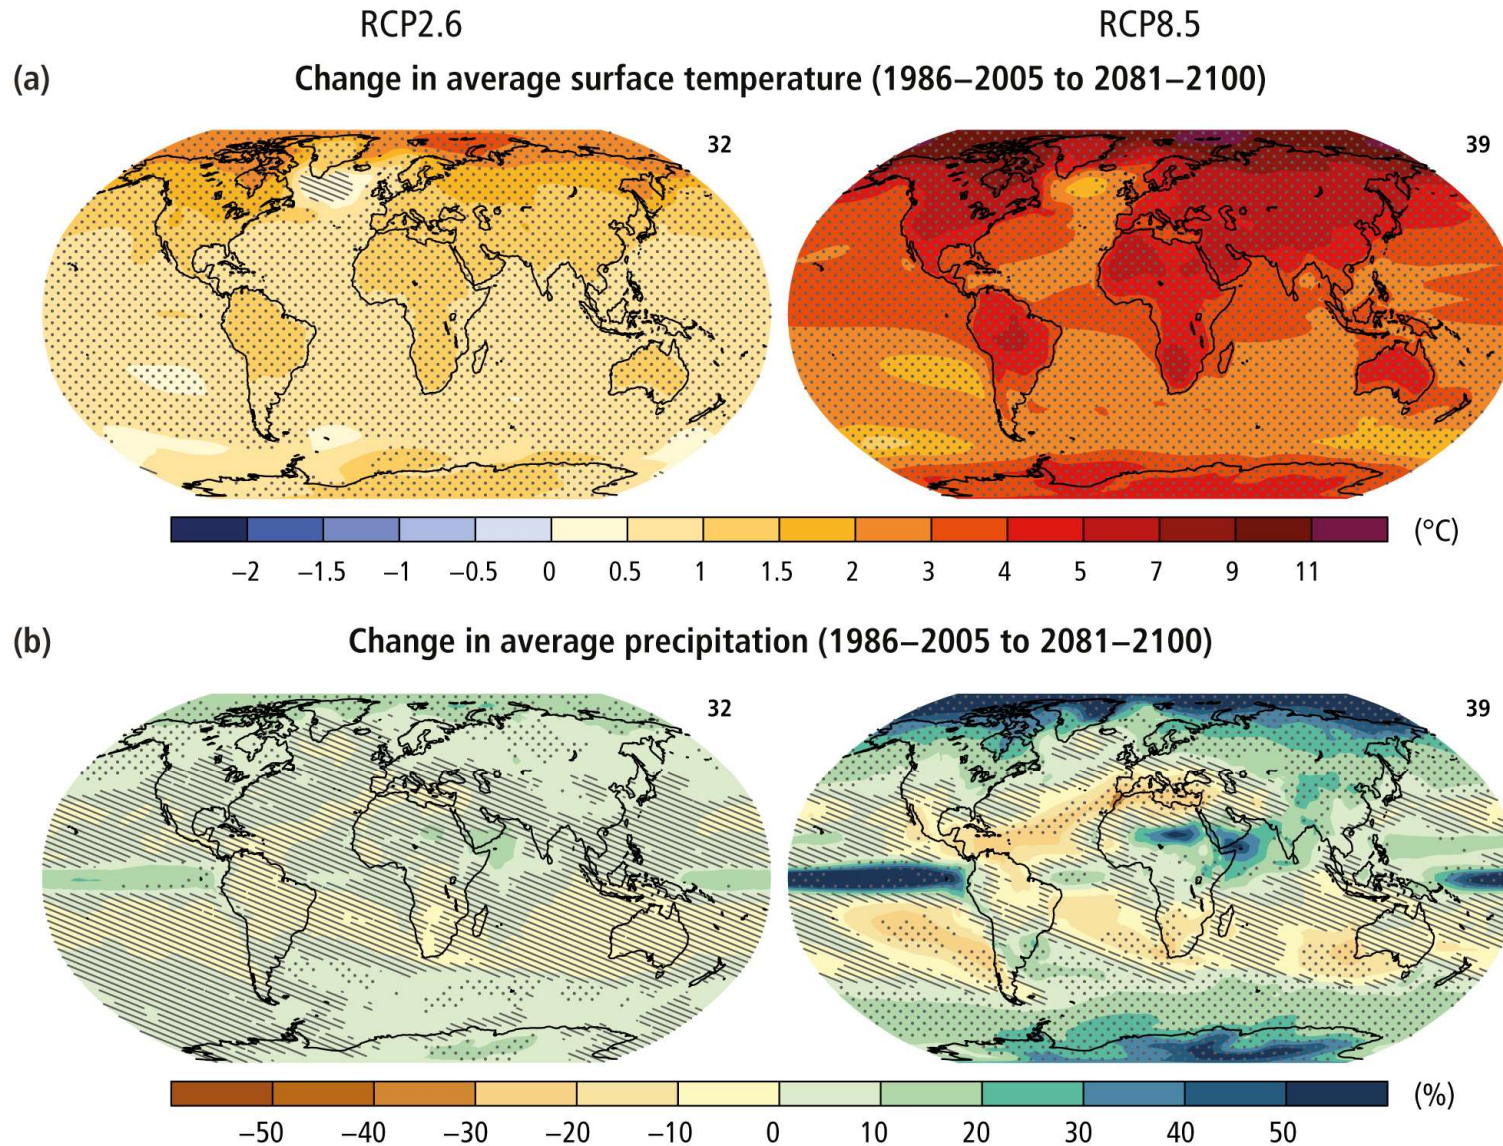 RCP2.6 RCP8.5
(a) Change in average surface temperature (1986–2005 to 2081–2100)
32 39
–2 –1.5 –1 –0.5 0 0.5 1 1.5 2 3 4 5 7 9 11 (°C)
(b) Change in average precipitation (1986–2005 to 2081–2100)
32 39
–50 –40 –30 –20 –10 0 10 20 30 40 50 (%)